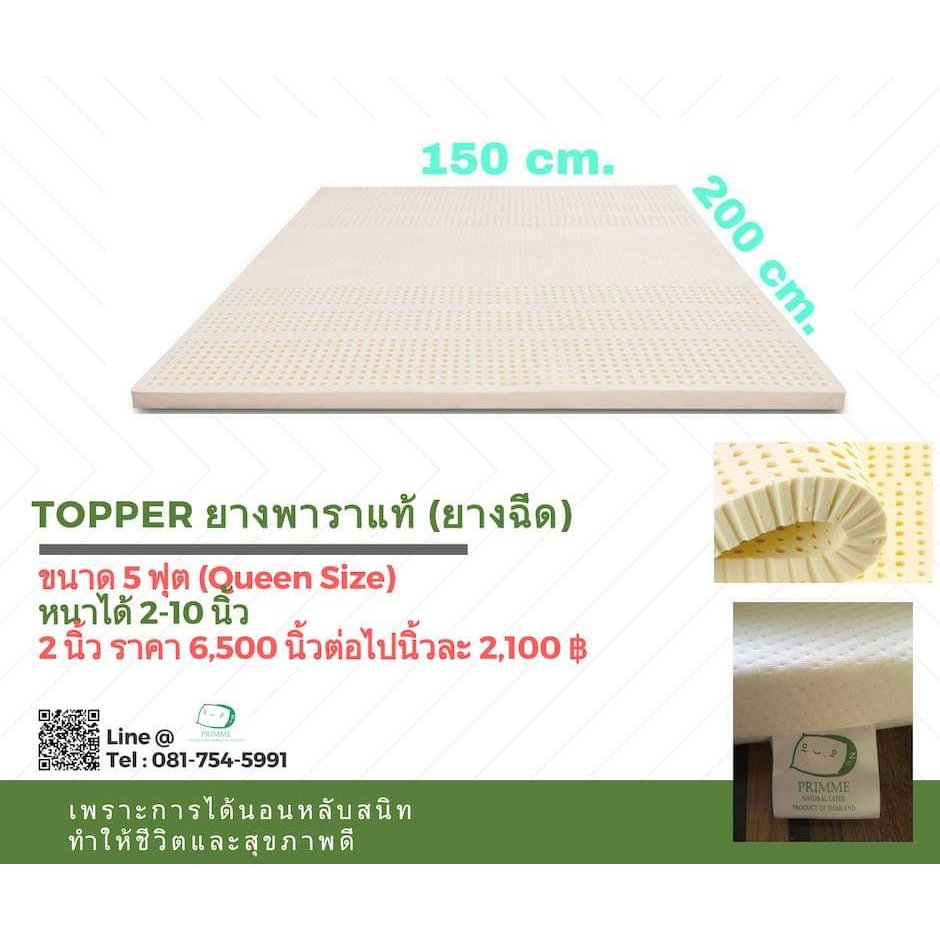 150 cm.
200 cm.
TOPPER ยางพาราแท้ (ยางฉีด)
ขนาด 5 ฟุต (Queen Size)
หนาได้ 2-10 นิ้ว
2 นิ้ว ราคา 6,500 นิ้วต่อไปนิ้วละ 2,100 ฿
Line @
PRIMME
Tel : 081-754-5991
PRIMME
NATURAL LATEX
PRODUCT OF THAILAND
เพราะการได้นอนหลับสนิท
ทำให้ชีวิตและสุขภาพดี